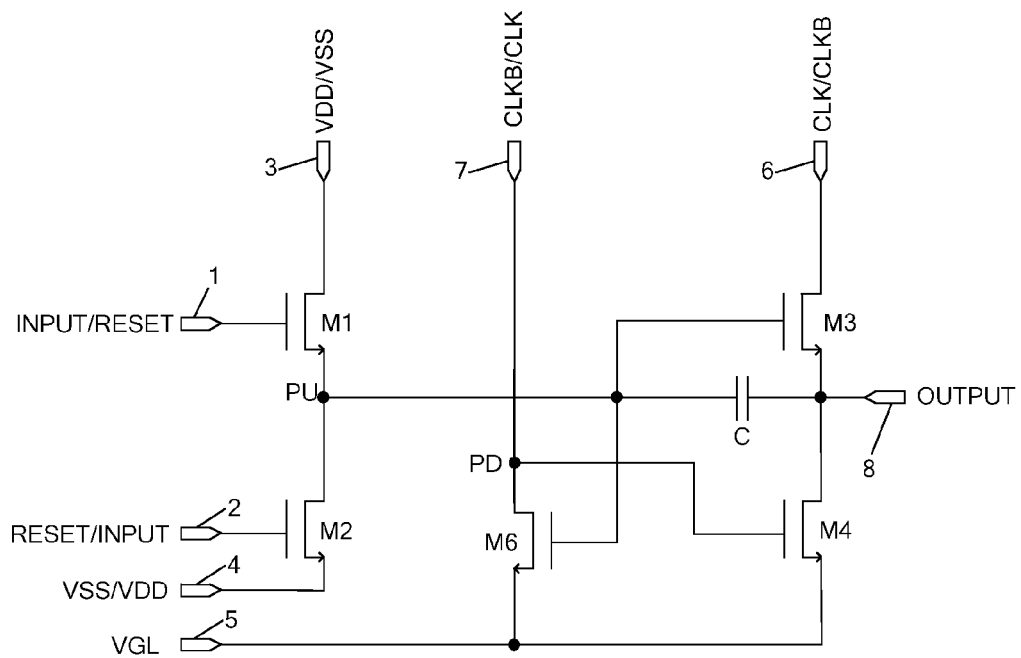 VDD/VSS
CLKB/CLK
CLK/CLKB
3
7
6
1
INPUT/RESET
M1
M3
PU
OUTPUT
C
8
PD
2
RESET/INPUT
M2
M6
M4
4
VSS/VDD
5
VGL